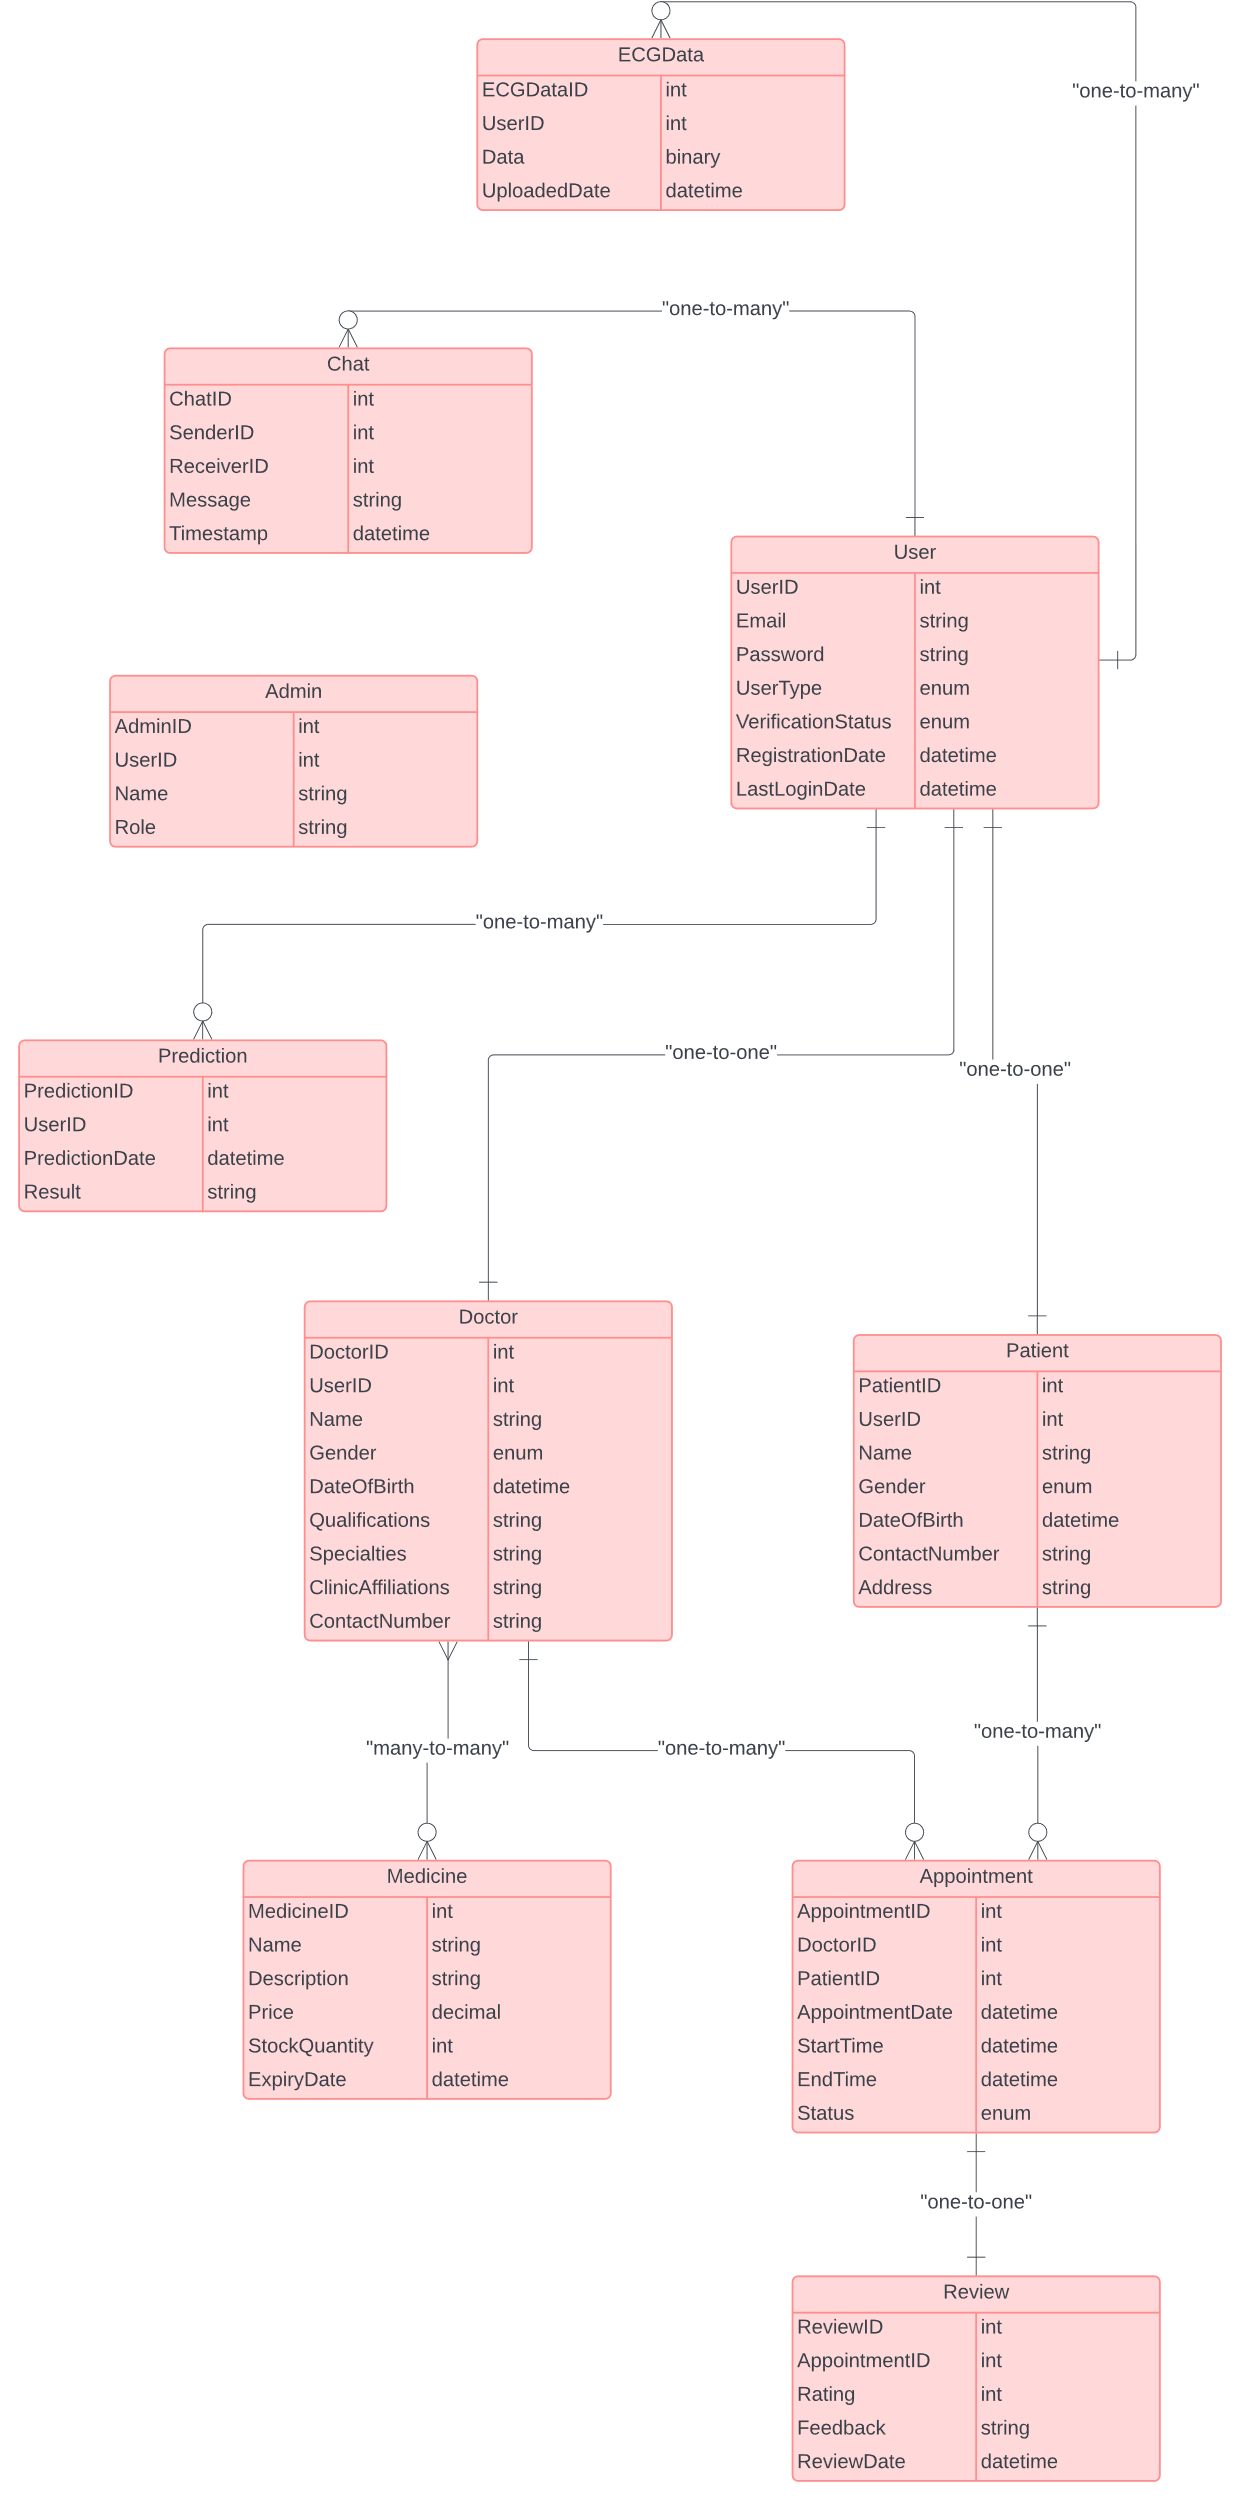 ECGData
ECGDataID int
UserID int
Data binary
UploadedDate datetime
"one-to-many"
"one-to-many"
Chat
ChatID int
SenderID int
ReceiverID int
Message string
Timestamp datetime
User
UserID int
Email string
Password string
UserType enum
VerificationStatus enum
RegistrationDate datetime
LastLoginDate datetime
Admin
AdminID int
UserID int
Name string
Role string
"one-to-many"
"one-to-one"
"one-to-one"
Prediction
PredictionID int
UserID int
PredictionDate datetime
Result string
Doctor
DoctorID int
UserID int
Name string
Gender enum
DateOfBirth datetime
Qualifications string
Specialties string
ClinicAffiliations string
ContactNumber string
Patient
PatientID int
UserID int
Name string
Gender enum
DateOfBirth datetime
ContactNumber string
Address string
"many-to-many"
"one-to-many"
"one-to-many"
Medicine
MedicineID int
Name string
Description string
Price decimal
StockQuantity int
ExpiryDate datetime
Appointment
AppointmentID int
DoctorID int
PatientID int
AppointmentDate datetime
StartTime datetime
EndTime datetime
Status enum
"one-to-one"
Review
ReviewID int
AppointmentID int
Rating int
Feedback string
ReviewDate datetime